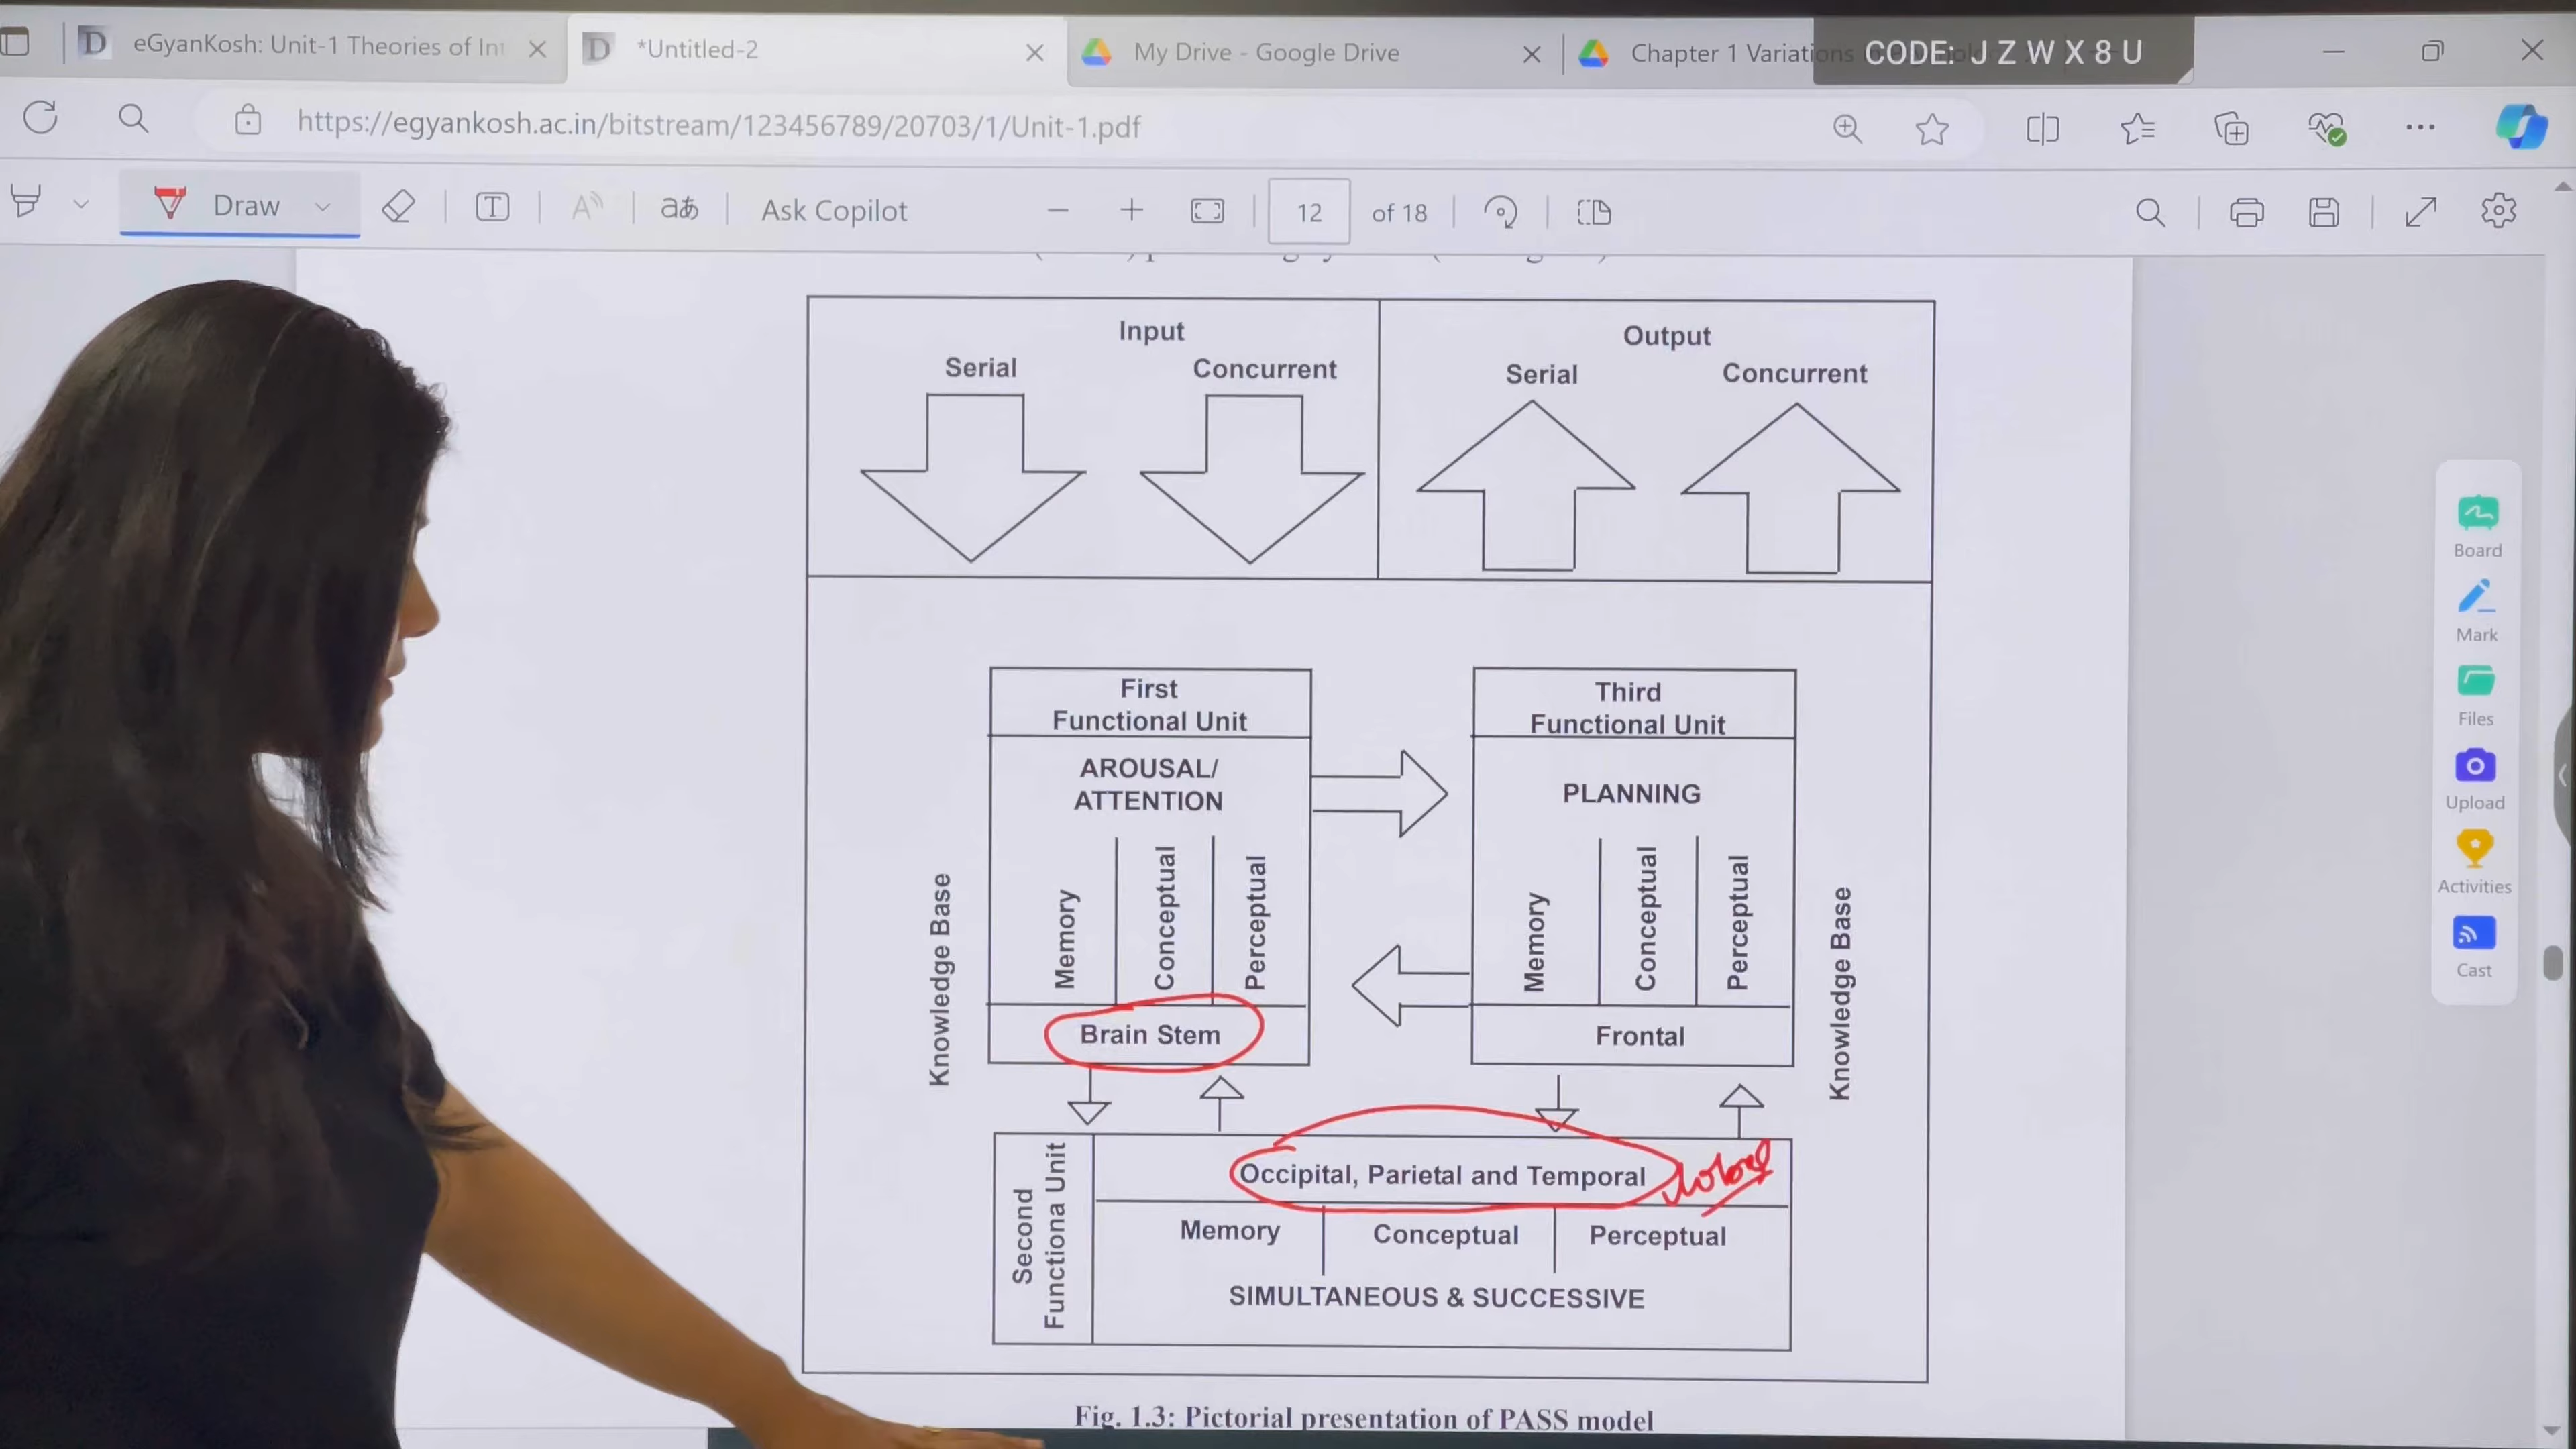 eGyanKosh: Unit-1 Theories of Int
*Untitled-2
My Drive - Google Drive
Chapter 1 Variations
CODE: J Z W X 8 U
https://egyankosh.ac.in/bitstream/123456789/20703/1/Unit-1.pdf
Draw
T
A
aあ
Ask Copilot
12 of 18
Input
Output
Serial
Concurrent
Serial
Concurrent
First
Functional Unit
Third
Functional Unit
AROUSAL/
ATTENTION
PLANNING
Knowledge Base
Memory
Conceptual
Perceptual
Memory
Conceptual
Perceptual
Knowledge Base
Brain Stem
Frontal
Second
Functiona Unit
Occipital, Parietal and Temporal
Memory
Conceptual
Perceptual
SIMULTANEOUS & SUCCESSIVE
Fig. 1.3: Pictorial presentation of PASS model
Board
Mark
Files
Upload
Activities
Cast